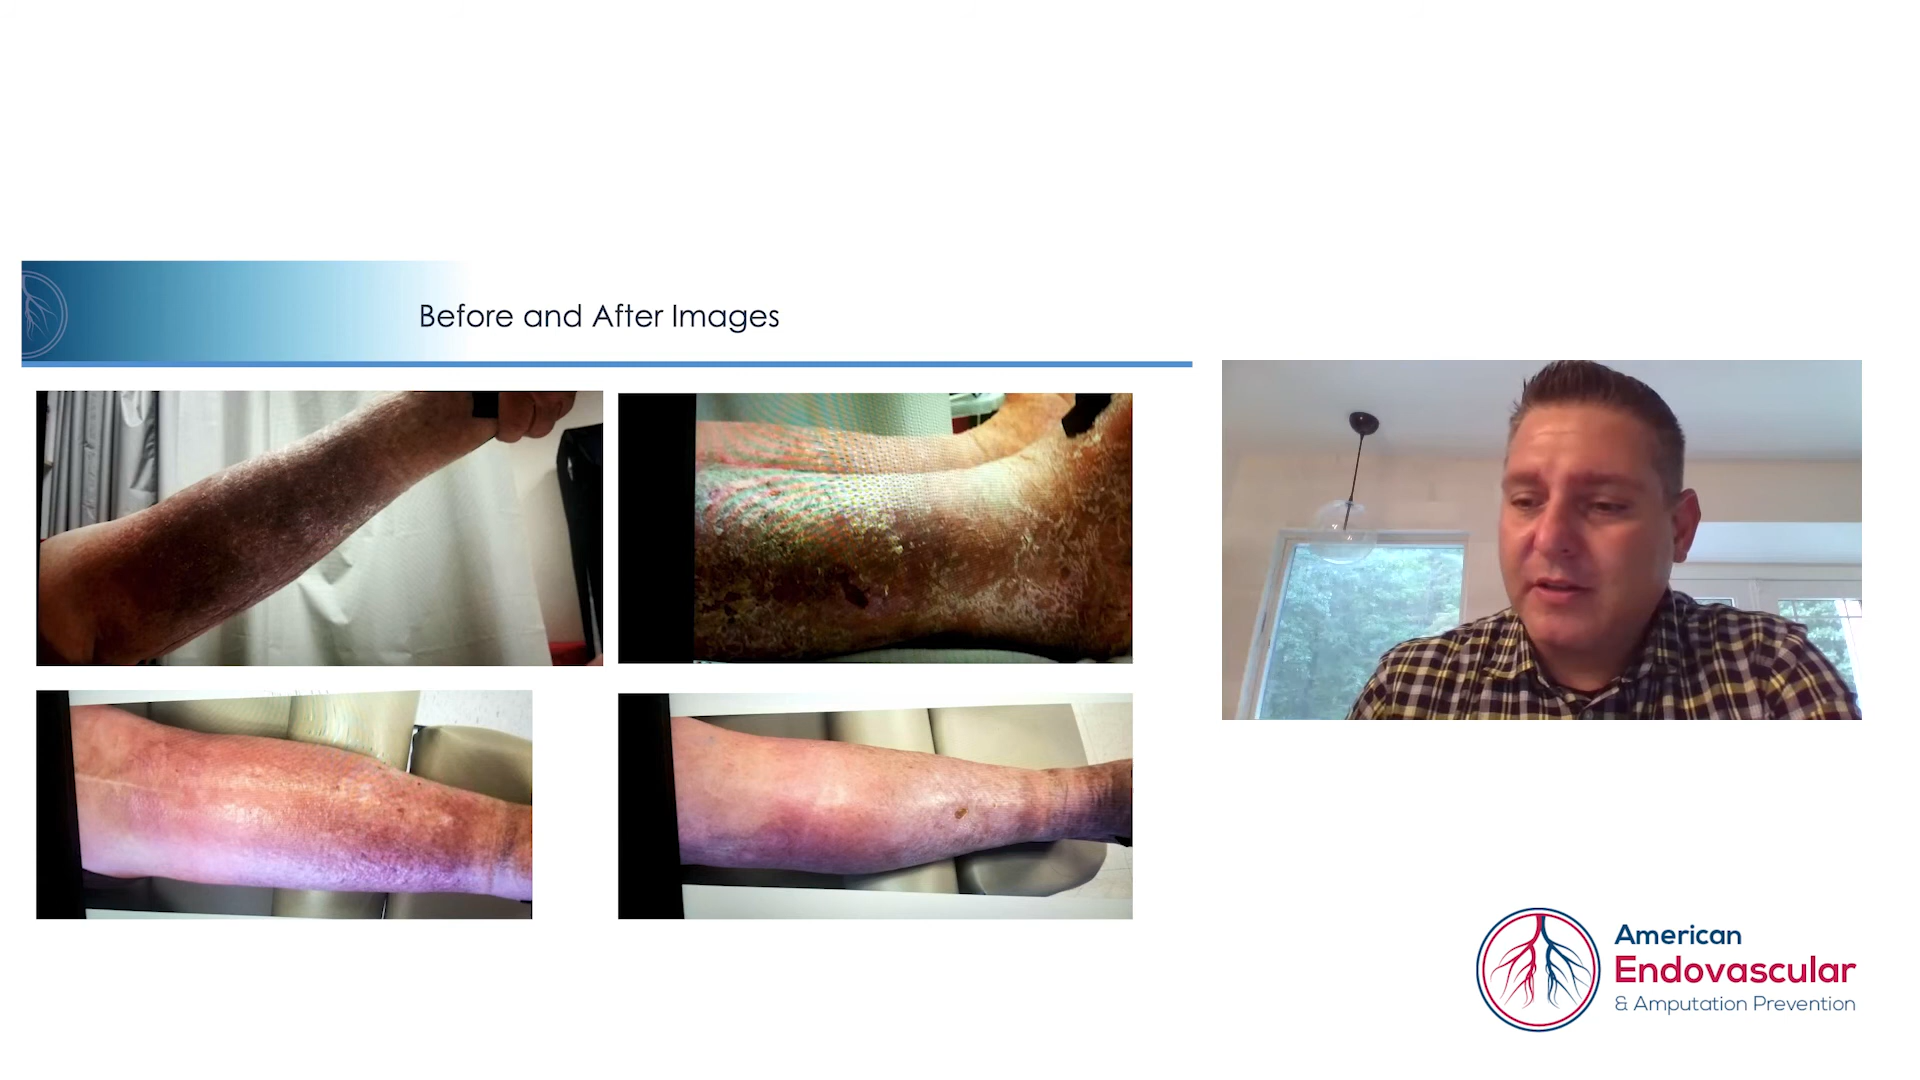 Before and After Images
American
Endovascular
& Amputation Prevention